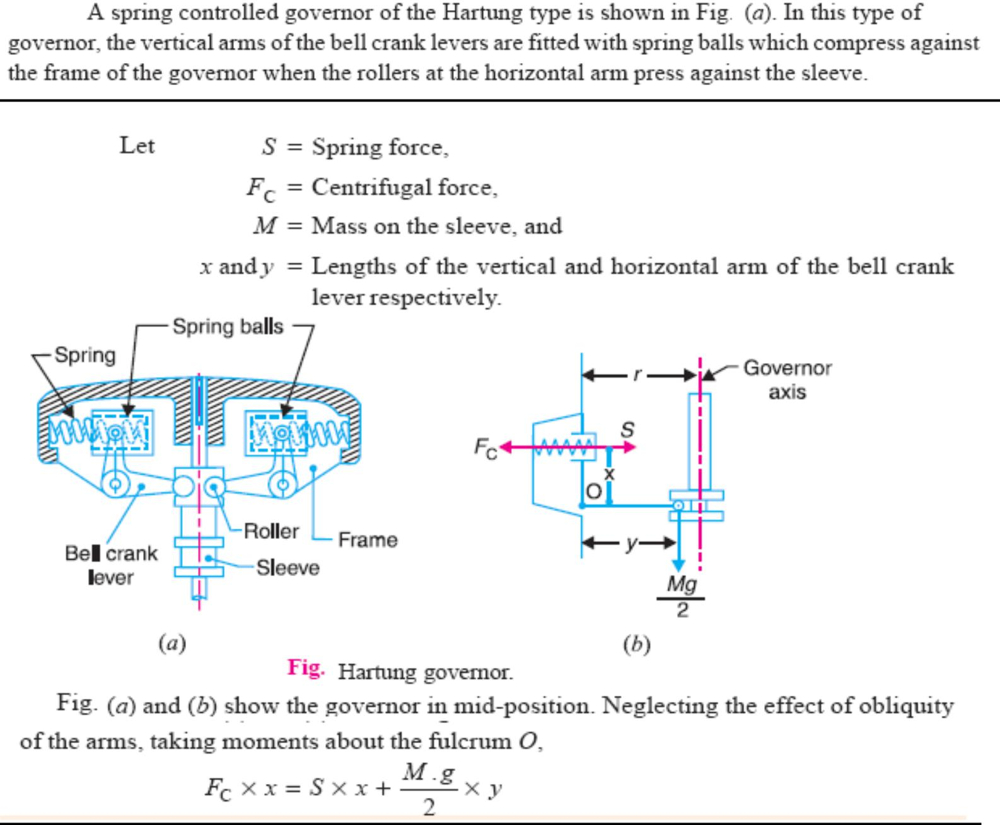 A spring controlled governor of the Hartung type is shown in Fig. (a). In this type of
governor, the vertical arms of the bell crank levers are fitted with spring balls which compress against
the frame of the governor when the rollers at the horizontal arm press against the sleeve.
Let S = Spring force,
F_C = Centrifugal force,
M = Mass on the sleeve, and
x and y = Lengths of the vertical and horizontal arm of the bell crank
lever respectively.
Spring balls
Spring
Bell crank
lever
Roller
Frame
Sleeve
(a)
r
Governor
axis
S
F_C
x
O
y
Mg
2
(b)
Fig. Hartung governor.
Fig. (a) and (b) show the governor in mid-position. Neglecting the effect of obliquity
of the arms, taking moments about the fulcrum O,
F_C × x = S × x + M.g/2 × y